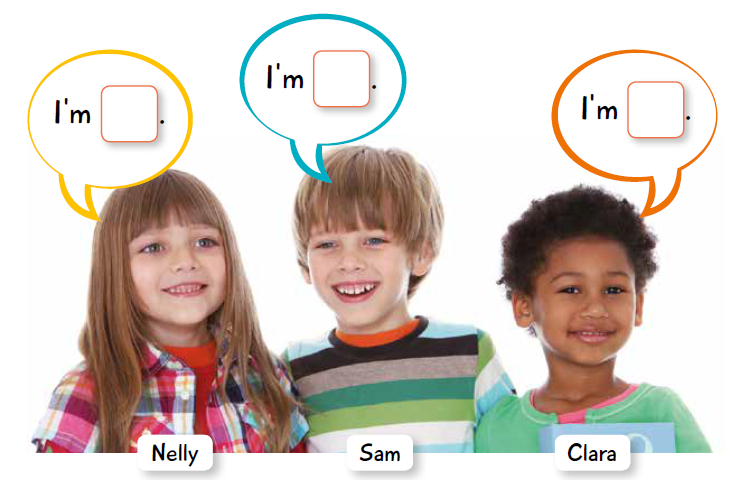 I'm .
I'm .
I'm .
Nelly
Sam
Clara